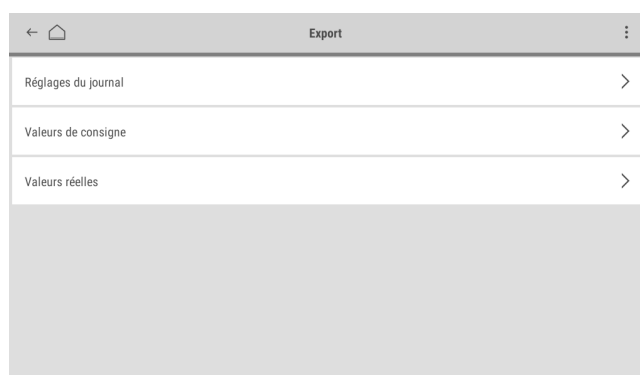 Export
Réglages du journal
Valeurs de consigne
Valeurs réelles